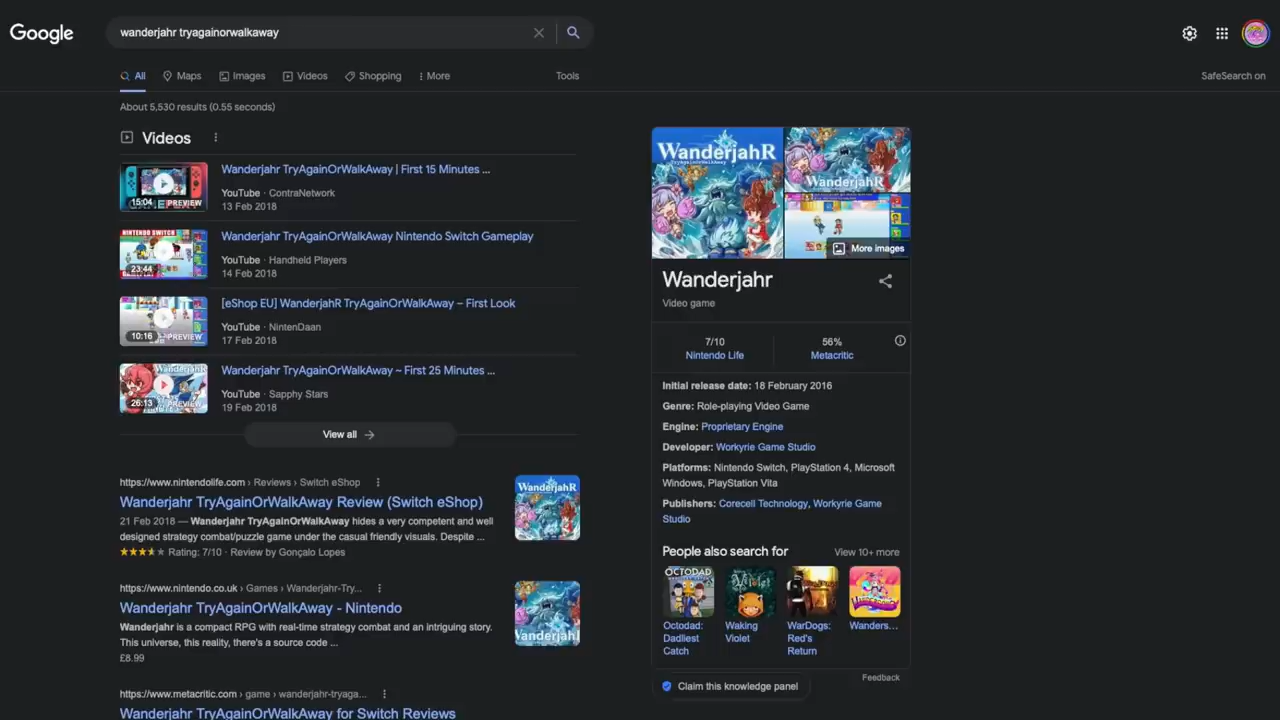 Google
wanderjahr tryagainorwalkaway
All
Maps
Images
Videos
Shopping
More
Tools
SafeSearch on
About 5,530 results (0.55 seconds)
Videos
15:04 PREVIEW
Wanderjahr TryAgainOrWalkAway | First 15 Minutes ...
YouTube · ContraNetwork
13 Feb 2018
NINTENDO SWITCH
23:44
Wanderjahr TryAgainOrWalkAway Nintendo Switch Gameplay
YouTube · Handheld Players
14 Feb 2018
10:16 PREVIEW
[eShop EU] WanderjahR TryAgainOrWalkAway – First Look
YouTube · NintenDaan
17 Feb 2018
WanderjahR
26:13 PREVIEW
Wanderjahr TryAgainOrWalkAway ~ First 25 Minutes ...
YouTube · Sapphy Stars
19 Feb 2018
View all
https://www.nintendolife.com › Reviews › Switch eShop
Wanderjahr TryAgainOrWalkAway Review (Switch eShop)
21 Feb 2018 — Wanderjahr TryAgainOrWalkAway hides a very competent and well
designed strategy combat/puzzle game under the casual friendly visuals. Despite ...
Rating: 7/10 · Review by Gonçalo Lopes
WanderjahR
https://www.nintendo.co.uk › Games › Wanderjahr-Try...
Wanderjahr TryAgainOrWalkAway - Nintendo
Wanderjahr is a compact RPG with real-time strategy combat and an intriguing story.
This universe, this reality, there's a source code ...
£8.99
WanderjahR
https://www.metacritic.com › game › wanderjahr-tryaga...
Wanderjahr TryAgainOrWalkAway for Switch Reviews
WanderjahR
TryAgainOrWalkAway
WanderjahR
More images
Wanderjahr
Video game
7/10
Nintendo Life
56%
Metacritic
Initial release date: 18 February 2016
Genre: Role-playing Video Game
Engine: Proprietary Engine
Developer: Workyrie Game Studio
Platforms: Nintendo Switch, PlayStation 4, Microsoft
Windows, PlayStation Vita
Publishers: Corecell Technology, Workyrie Game
Studio
People also search for
View 10+ more
OCTODAD
Violet
Octodad:
Dadliest
Catch
Waking
Violet
WarDogs:
Red's
Return
Wanders...
Feedback
Claim this knowledge panel